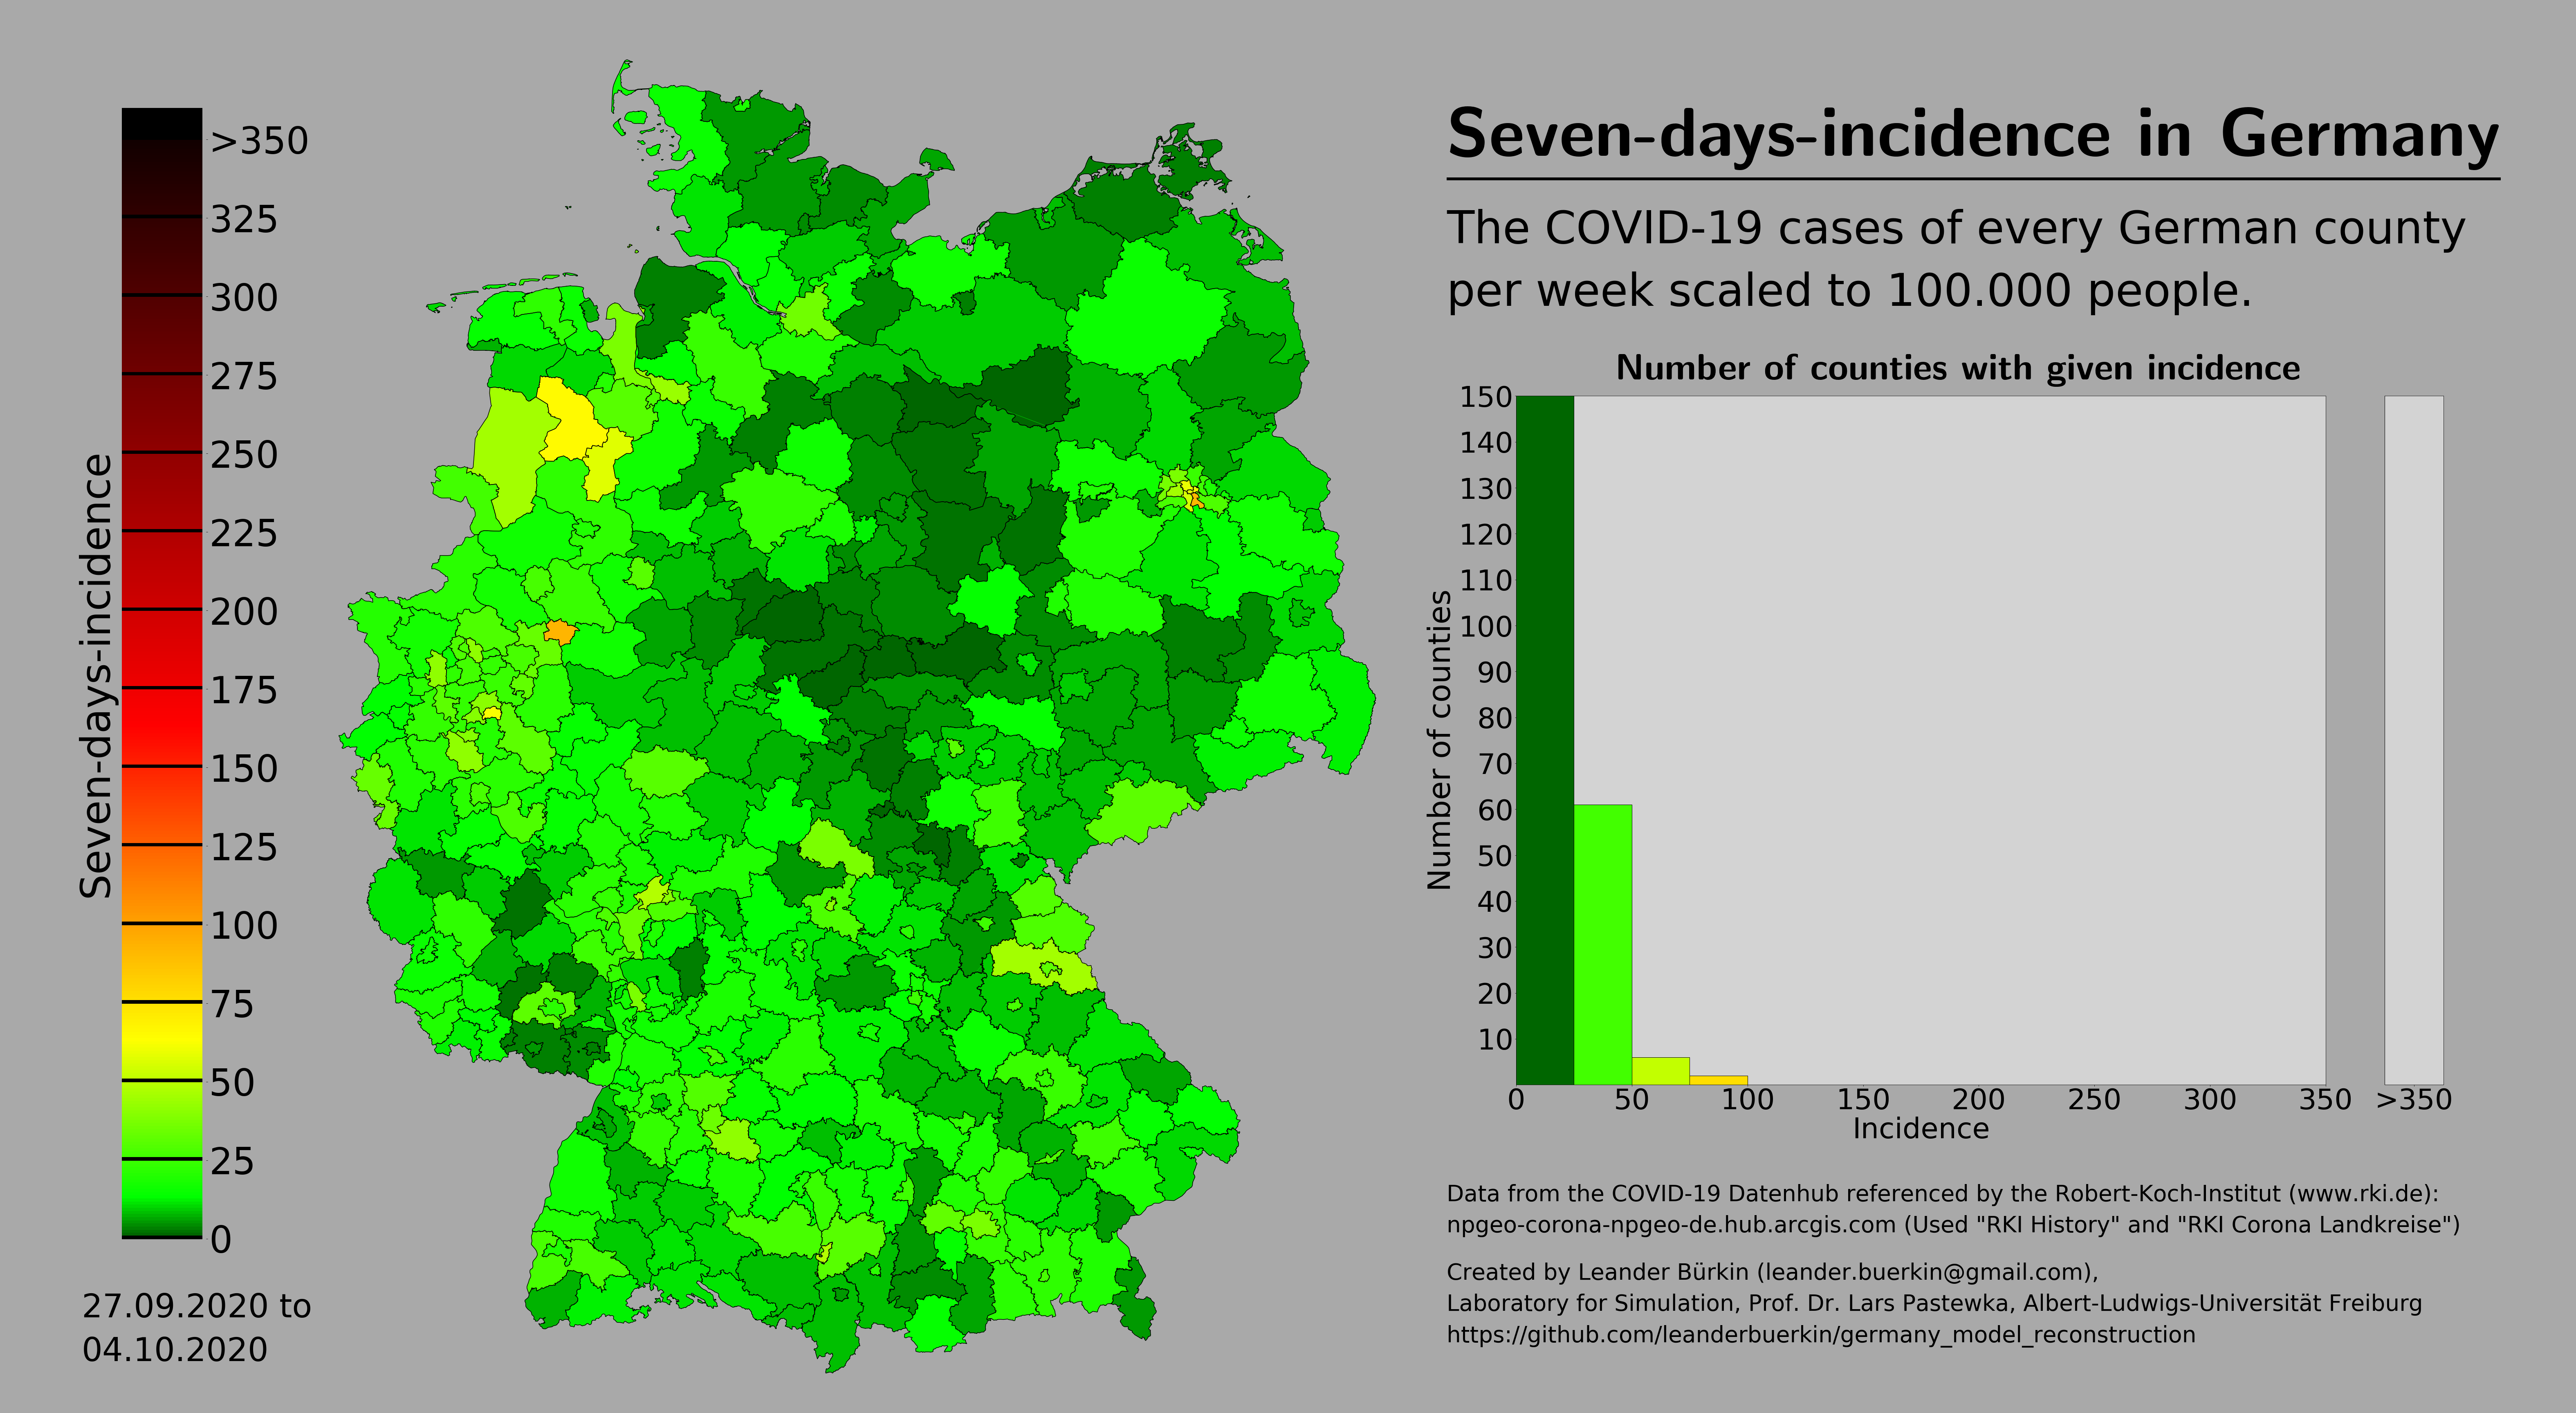 Seven-days-incidence in Germany
The COVID-19 cases of every German county
per week scaled to 100.000 people.
Seven-days-incidence
>350
325
300
275
250
225
200
175
150
125
100
75
50
25
0
27.09.2020 to
04.10.2020
Number of counties with given incidence
Number of counties
150
140
130
120
110
100
90
80
70
60
50
40
30
20
10
0 50 100 150 200 250 300 350 >350
Incidence
Data from the COVID-19 Datenhub referenced by the Robert-Koch-Institut (www.rki.de):
npgeo-corona-npgeo-de.hub.arcgis.com (Used "RKI History" and "RKI Corona Landkreise")
Created by Leander Bürkin (leander.buerkin@gmail.com),
Laboratory for Simulation, Prof. Dr. Lars Pastewka, Albert-Ludwigs-Universität Freiburg
https://github.com/leanderbuerkin/germany_model_reconstruction